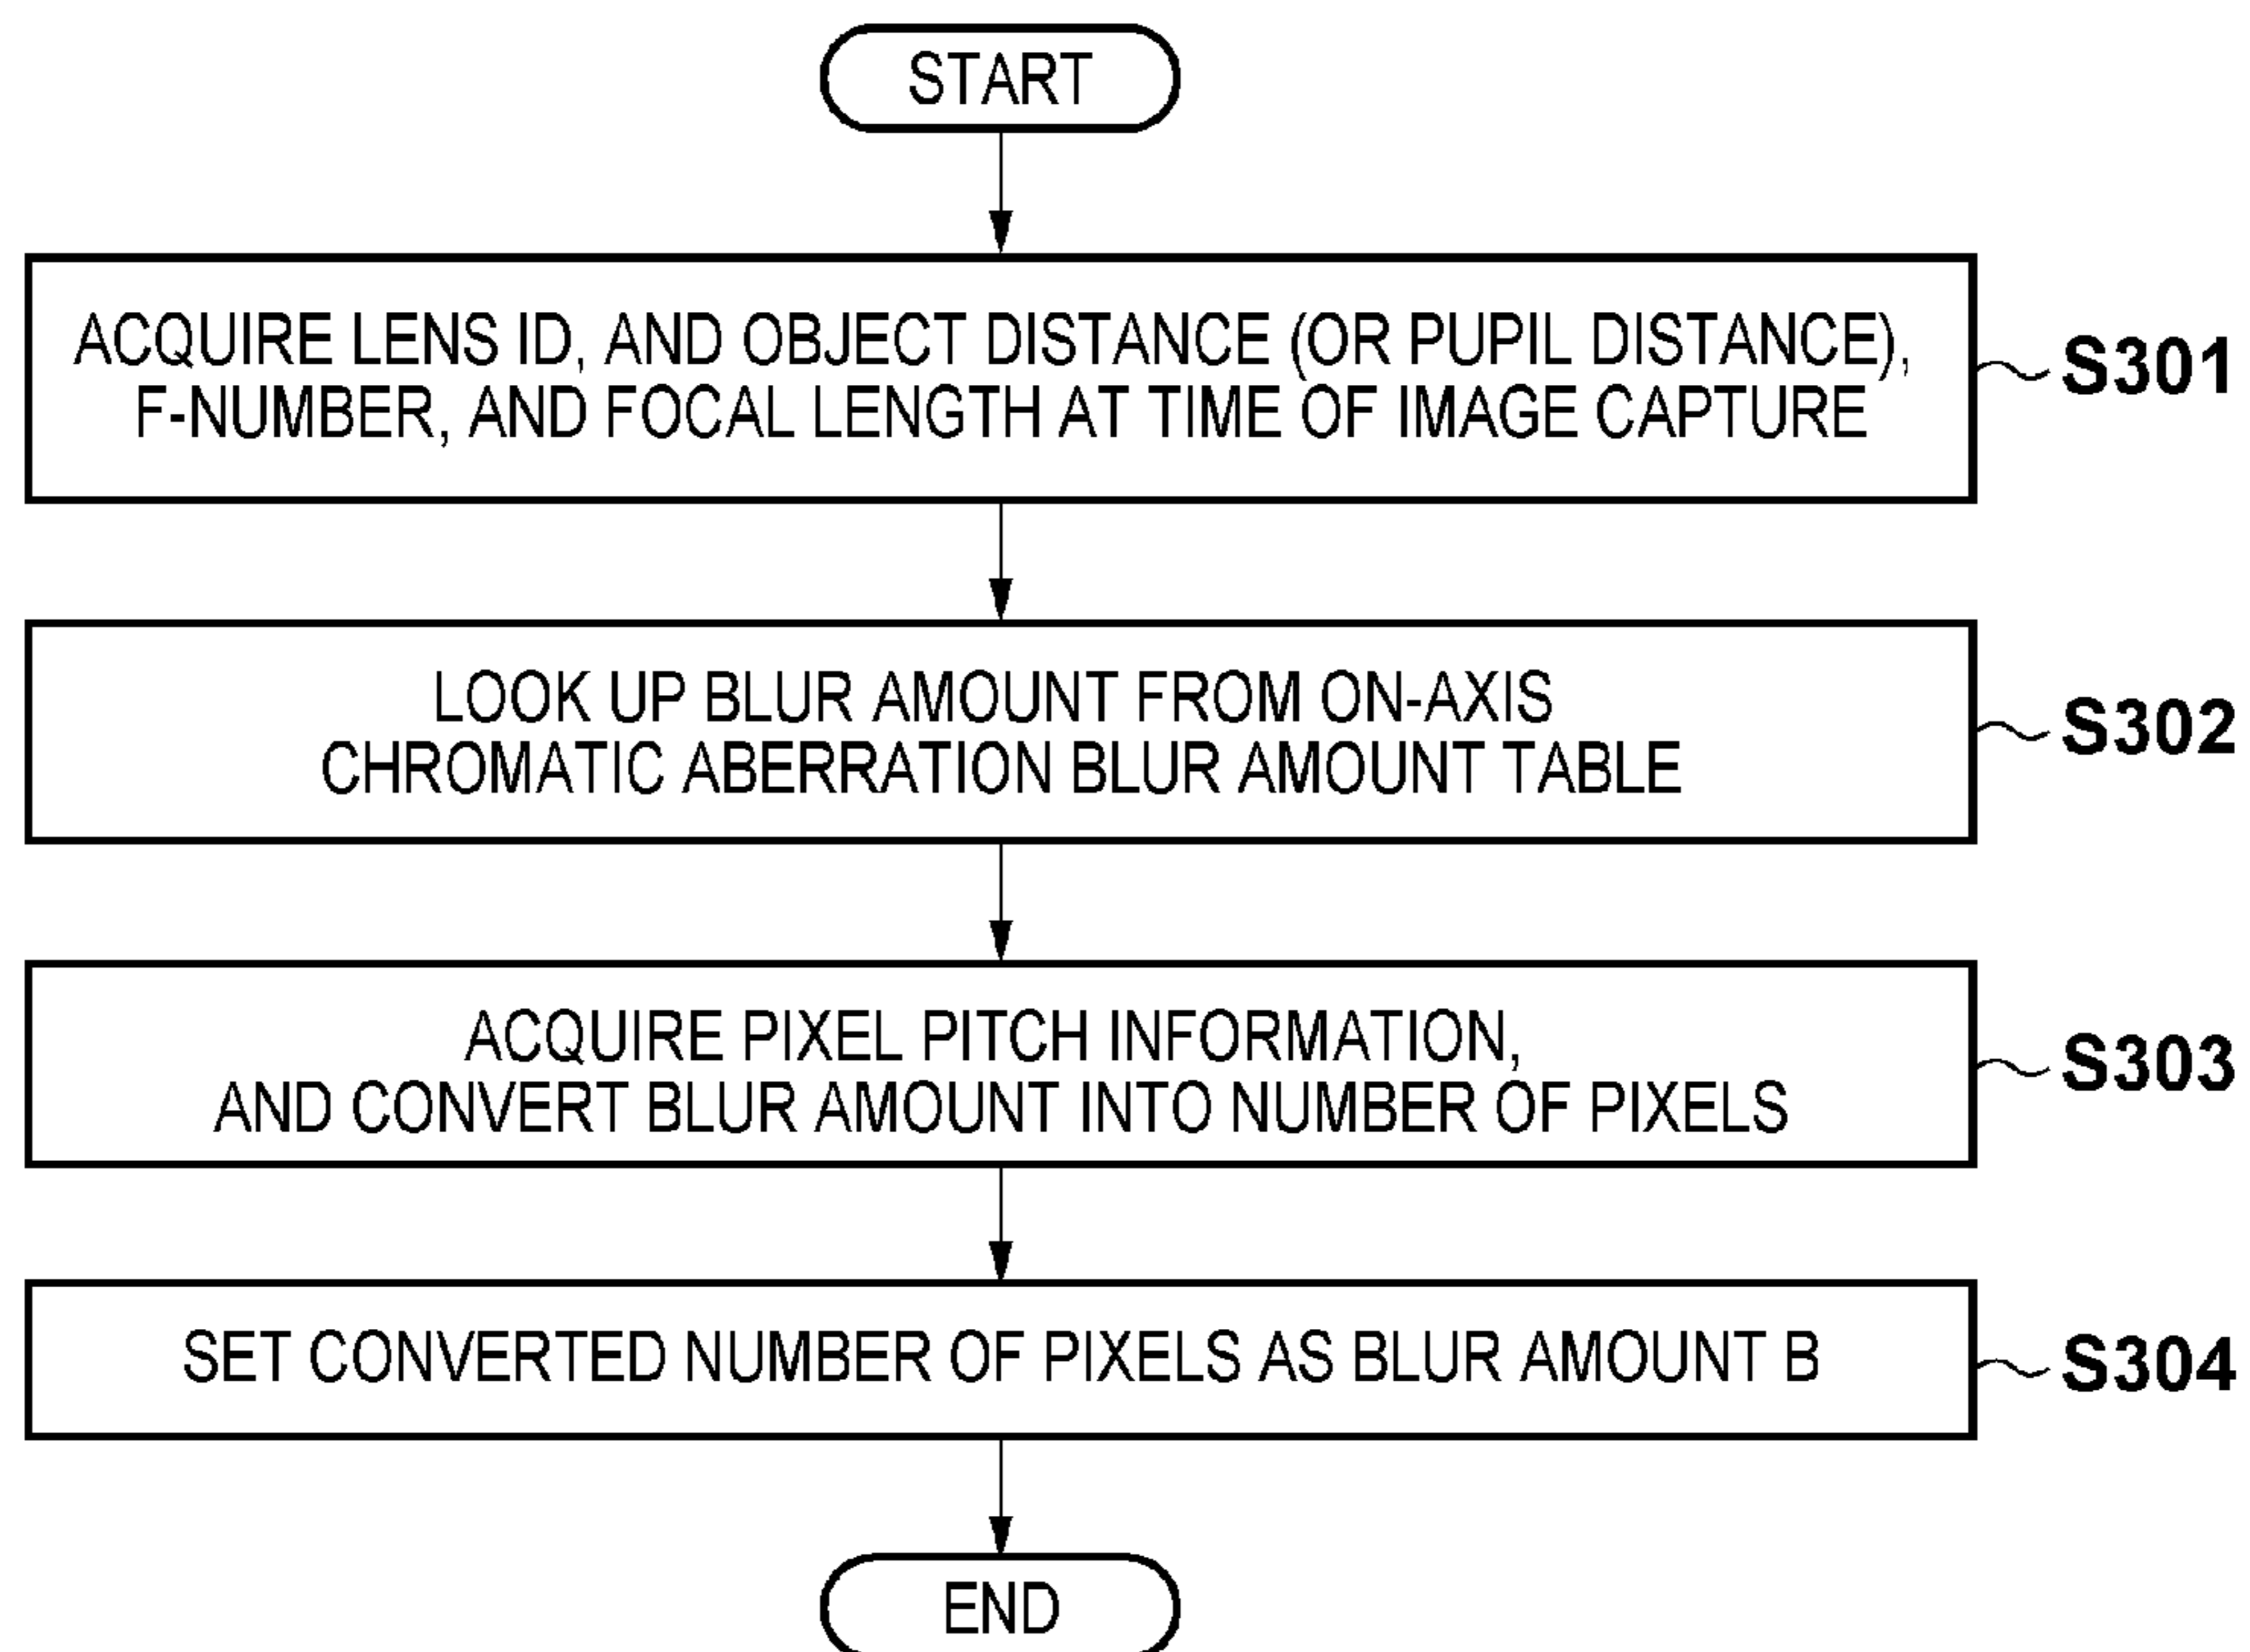 START
ACQUIRE LENS ID, AND OBJECT DISTANCE (OR PUPIL DISTANCE),
F-NUMBER, AND FOCAL LENGTH AT TIME OF IMAGE CAPTURE
S301
LOOK UP BLUR AMOUNT FROM ON-AXIS
CHROMATIC ABERRATION BLUR AMOUNT TABLE
S302
ACQUIRE PIXEL PITCH INFORMATION,
AND CONVERT BLUR AMOUNT INTO NUMBER OF PIXELS
S303
SET CONVERTED NUMBER OF PIXELS AS BLUR AMOUNT B
S304
END